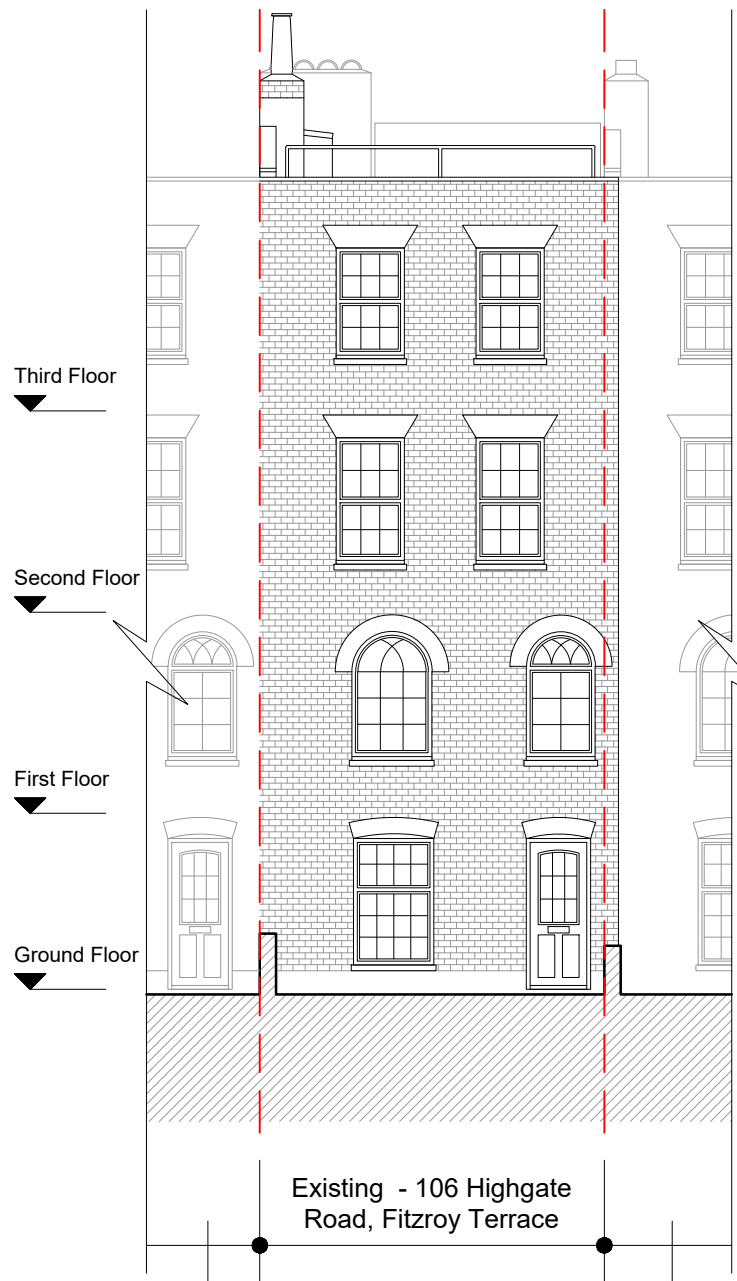 Third Floor
Second Floor
First Floor
Ground Floor
Existing - 106 Highgate
Road, Fitzroy Terrace